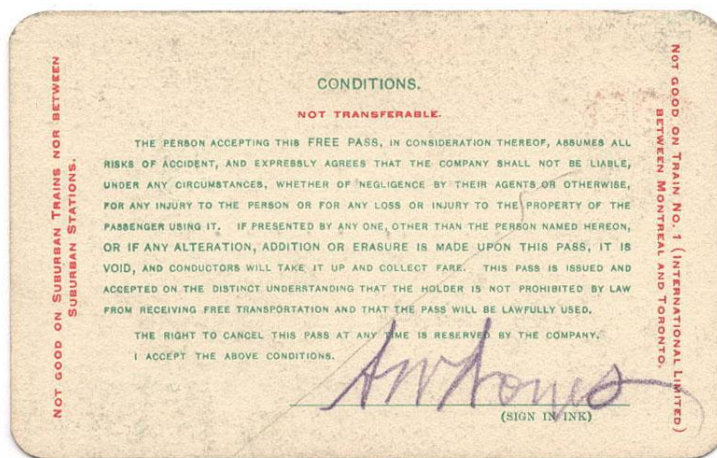 CONDITIONS.
NOT TRANSFERABLE.
THE PERSON ACCEPTING THIS FREE PASS, IN CONSIDERATION THEREOF, ASSUMES ALL
RISKS OF ACCIDENT, AND EXPRESSLY AGREES THAT THE COMPANY SHALL NOT BE LIABLE,
UNDER ANY CIRCUMSTANCES, WHETHER OF NEGLIGENCE BY THEIR AGENTS OR OTHERWISE,
FOR ANY INJURY TO THE PERSON OR FOR ANY LOSS OR INJURY TO THE PROPERTY OF THE
PASSENGER USING IT. IF PRESENTED BY ANY ONE, OTHER THAN THE PERSON NAMED HEREON,
OR IF ANY ALTERATION, ADDITION OR ERASURE IS MADE UPON THIS PASS, IT IS
VOID, AND CONDUCTORS WILL TAKE IT UP AND COLLECT FARE. THIS PASS IS ISSUED AND
ACCEPTED ON THE DISTINCT UNDERSTANDING THAT THE HOLDER IS NOT PROHIBITED BY LAW
FROM RECEIVING FREE TRANSPORTATION AND THAT THE PASS WILL BE LAWFULLY USED.
THE RIGHT TO CANCEL THIS PASS AT ANY TIME IS RESERVED BY THE COMPANY.
I ACCEPT THE ABOVE CONDITIONS.
(SIGN IN INK)
NOT GOOD ON SUBURBAN TRAINS NOR BETWEEN
SUBURBAN STATIONS.
NOT GOOD ON TRAIN NO. 1 (INTERNATIONAL LIMITED)
BETWEEN MONTREAL AND TORONTO.